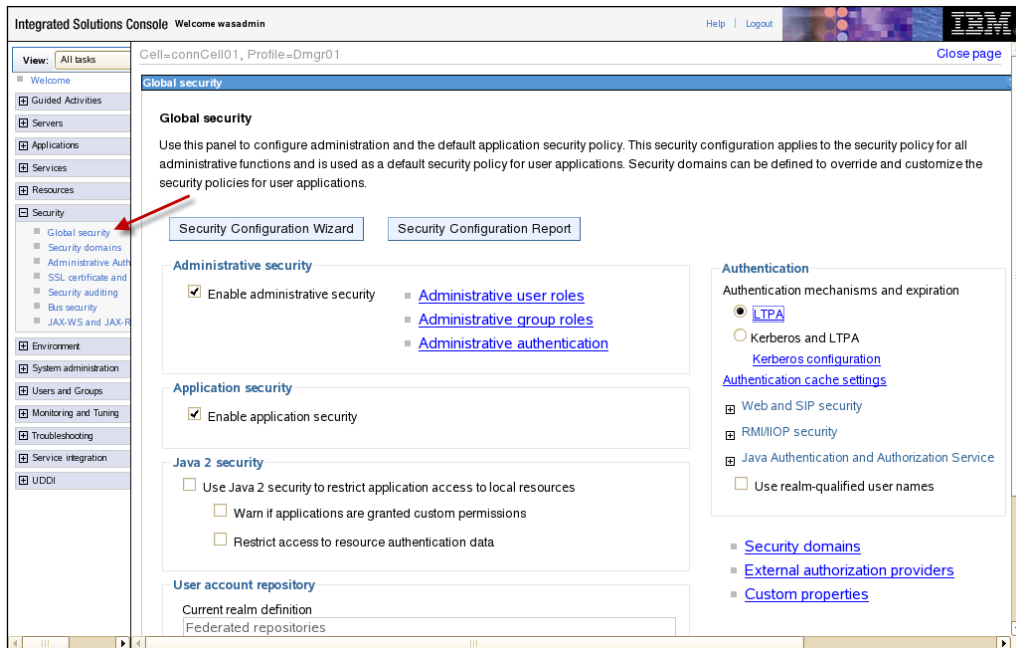 Integrated Solutions Console Welcome wasadmin
Help | Logout
IBM.
View: All tasks
Welcome
Guided Activities
Servers
Applications
Services
Resources
Security
Global security
Security domains
Administrative Auth
SSL certificate and
Security auditing
Bus security
JAX-WS and JAX-R
Environment
System administration
Users and Groups
Monitoring and Tuning
Troubleshooting
Service integration
UDDI
Cell=connCell01, Profile=Dmgr01
Close page
Global security
Global security
Use this panel to configure administration and the default application security policy. This security configuration applies to the security policy for all
administrative functions and is used as a default security policy for user applications. Security domains can be defined to override and customize the
security policies for user applications.
Security Configuration Wizard
Security Configuration Report
Administrative security
Enable administrative security
Administrative user roles
Administrative group roles
Administrative authentication
Application security
Enable application security
Java 2 security
Use Java 2 security to restrict application access to local resources
Warn if applications are granted custom permissions
Restrict access to resource authentication data
User account repository
Current realm definition
Federated repositories
Authentication
Authentication mechanisms and expiration
LTPA
Kerberos and LTPA
Kerberos configuration
Authentication cache settings
Web and SIP security
RMI/IIOP security
Java Authentication and Authorization Service
Use realm-qualified user names
Security domains
External authorization providers
Custom properties